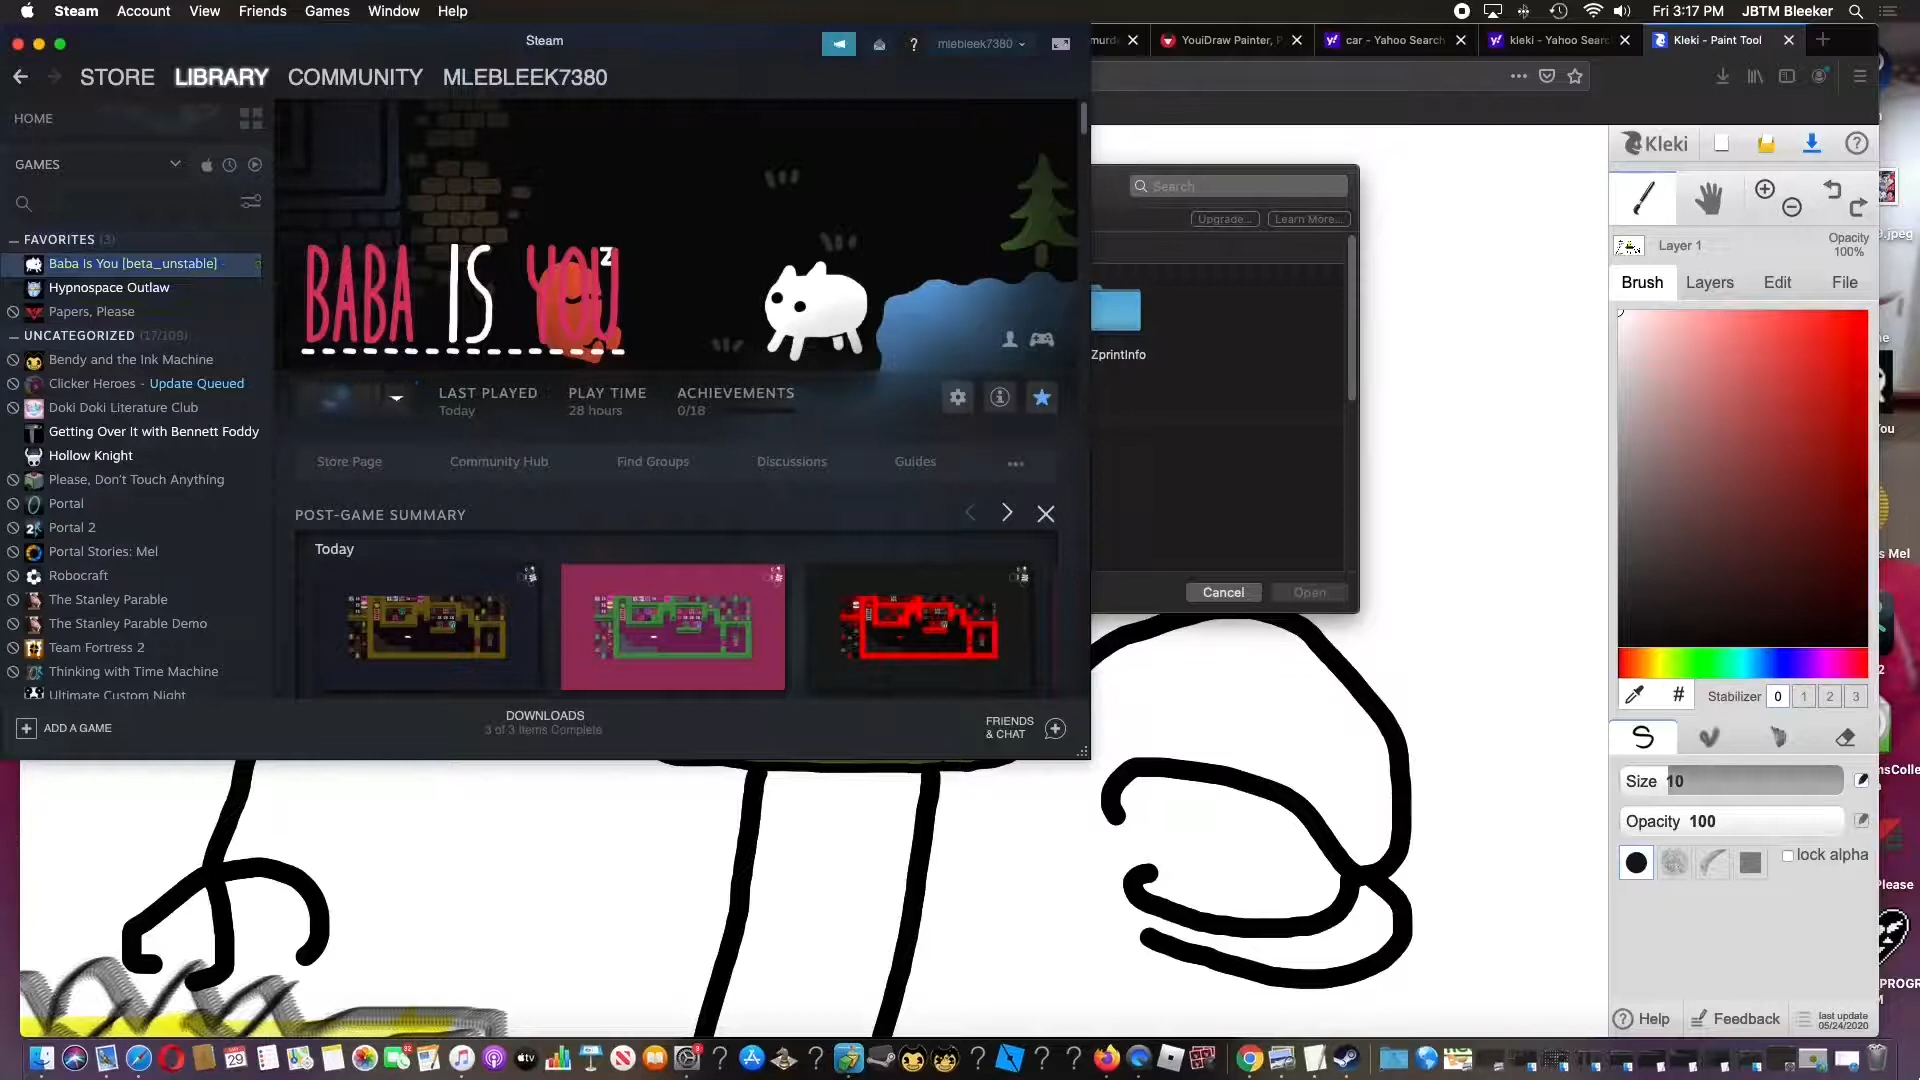 Steam Account View Friends Games Window Help
Fri 3:17 PM JBTM Bleeker
Steam
mlebleek7380
YouiDraw Painter, P
car - Yahoo Search
kleki - Yahoo Searc
Kleki - Paint Tool
STORE LIBRARY COMMUNITY MLEBLEEK7380
HOME
GAMES
FAVORITES (3)
Baba Is You [beta_unstable] -
Hypnospace Outlaw
Papers, Please
UNCATEGORIZED (17/109)
Bendy and the Ink Machine
Clicker Heroes - Update Queued
Doki Doki Literature Club
Getting Over It with Bennett Foddy
Hollow Knight
Please, Don't Touch Anything
Portal
Portal 2
Portal Stories: Mel
Robocraft
The Stanley Parable
The Stanley Parable Demo
Team Fortress 2
Thinking with Time Machine
Ultimate Custom Night
ADD A GAME
BABA IS YOU
z
LAST PLAYED
Today
PLAY TIME
28 hours
ACHIEVEMENTS
0/18
Store Page Community Hub Find Groups Discussions Guides
POST-GAME SUMMARY
Today
DOWNLOADS
3 of 3 Items Complete
FRIENDS
& CHAT
Search
Upgrade... Learn More...
ZprintInfo
Cancel Open
Kleki
Layer 1
Opacity
100%
Brush Layers Edit File
# Stabilizer 0 1 2 3
Size 10
Opacity 100
lock alpha
Help Feedback
last update
05/24/2020
.jpeg
s Mel
Please